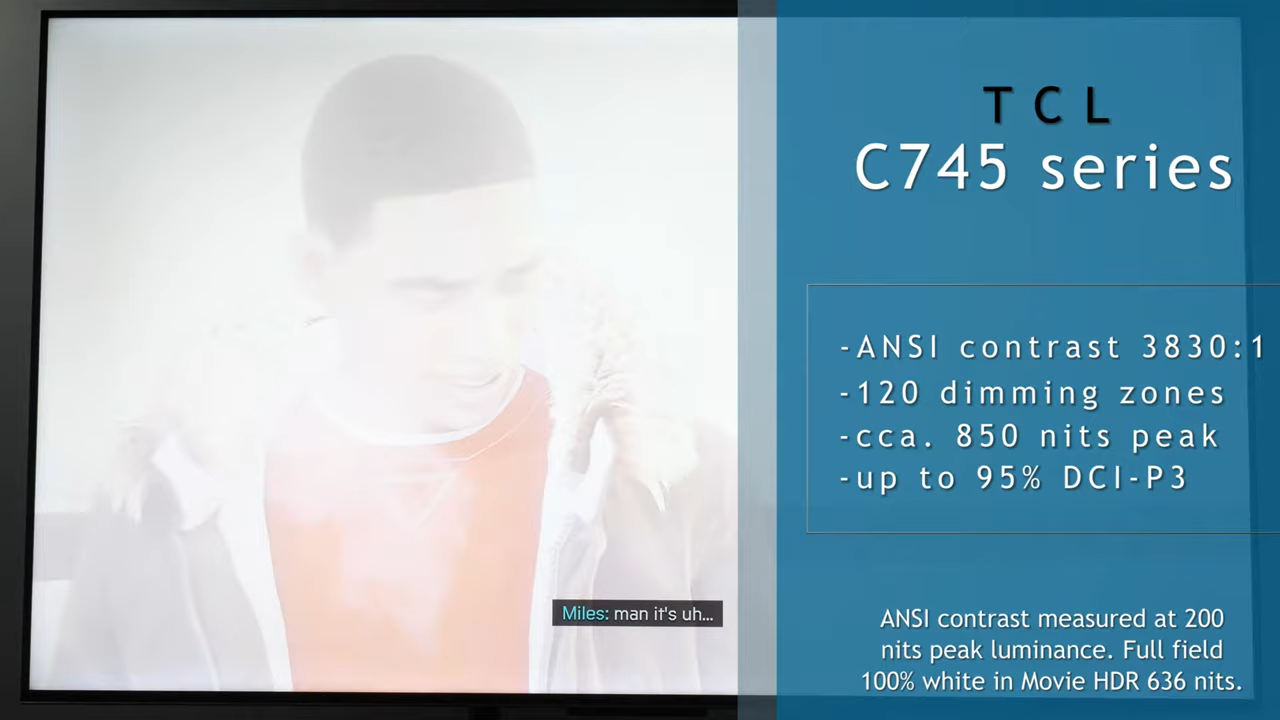 TCL
C745 series
-ANSI contrast 3830:1
-120 dimming zones
-cca. 850 nits peak
-up to 95% DCI-P3
Miles: man it's uh...
ANSI contrast measured at 200
nits peak luminance. Full field
100% white in Movie HDR 636 nits.